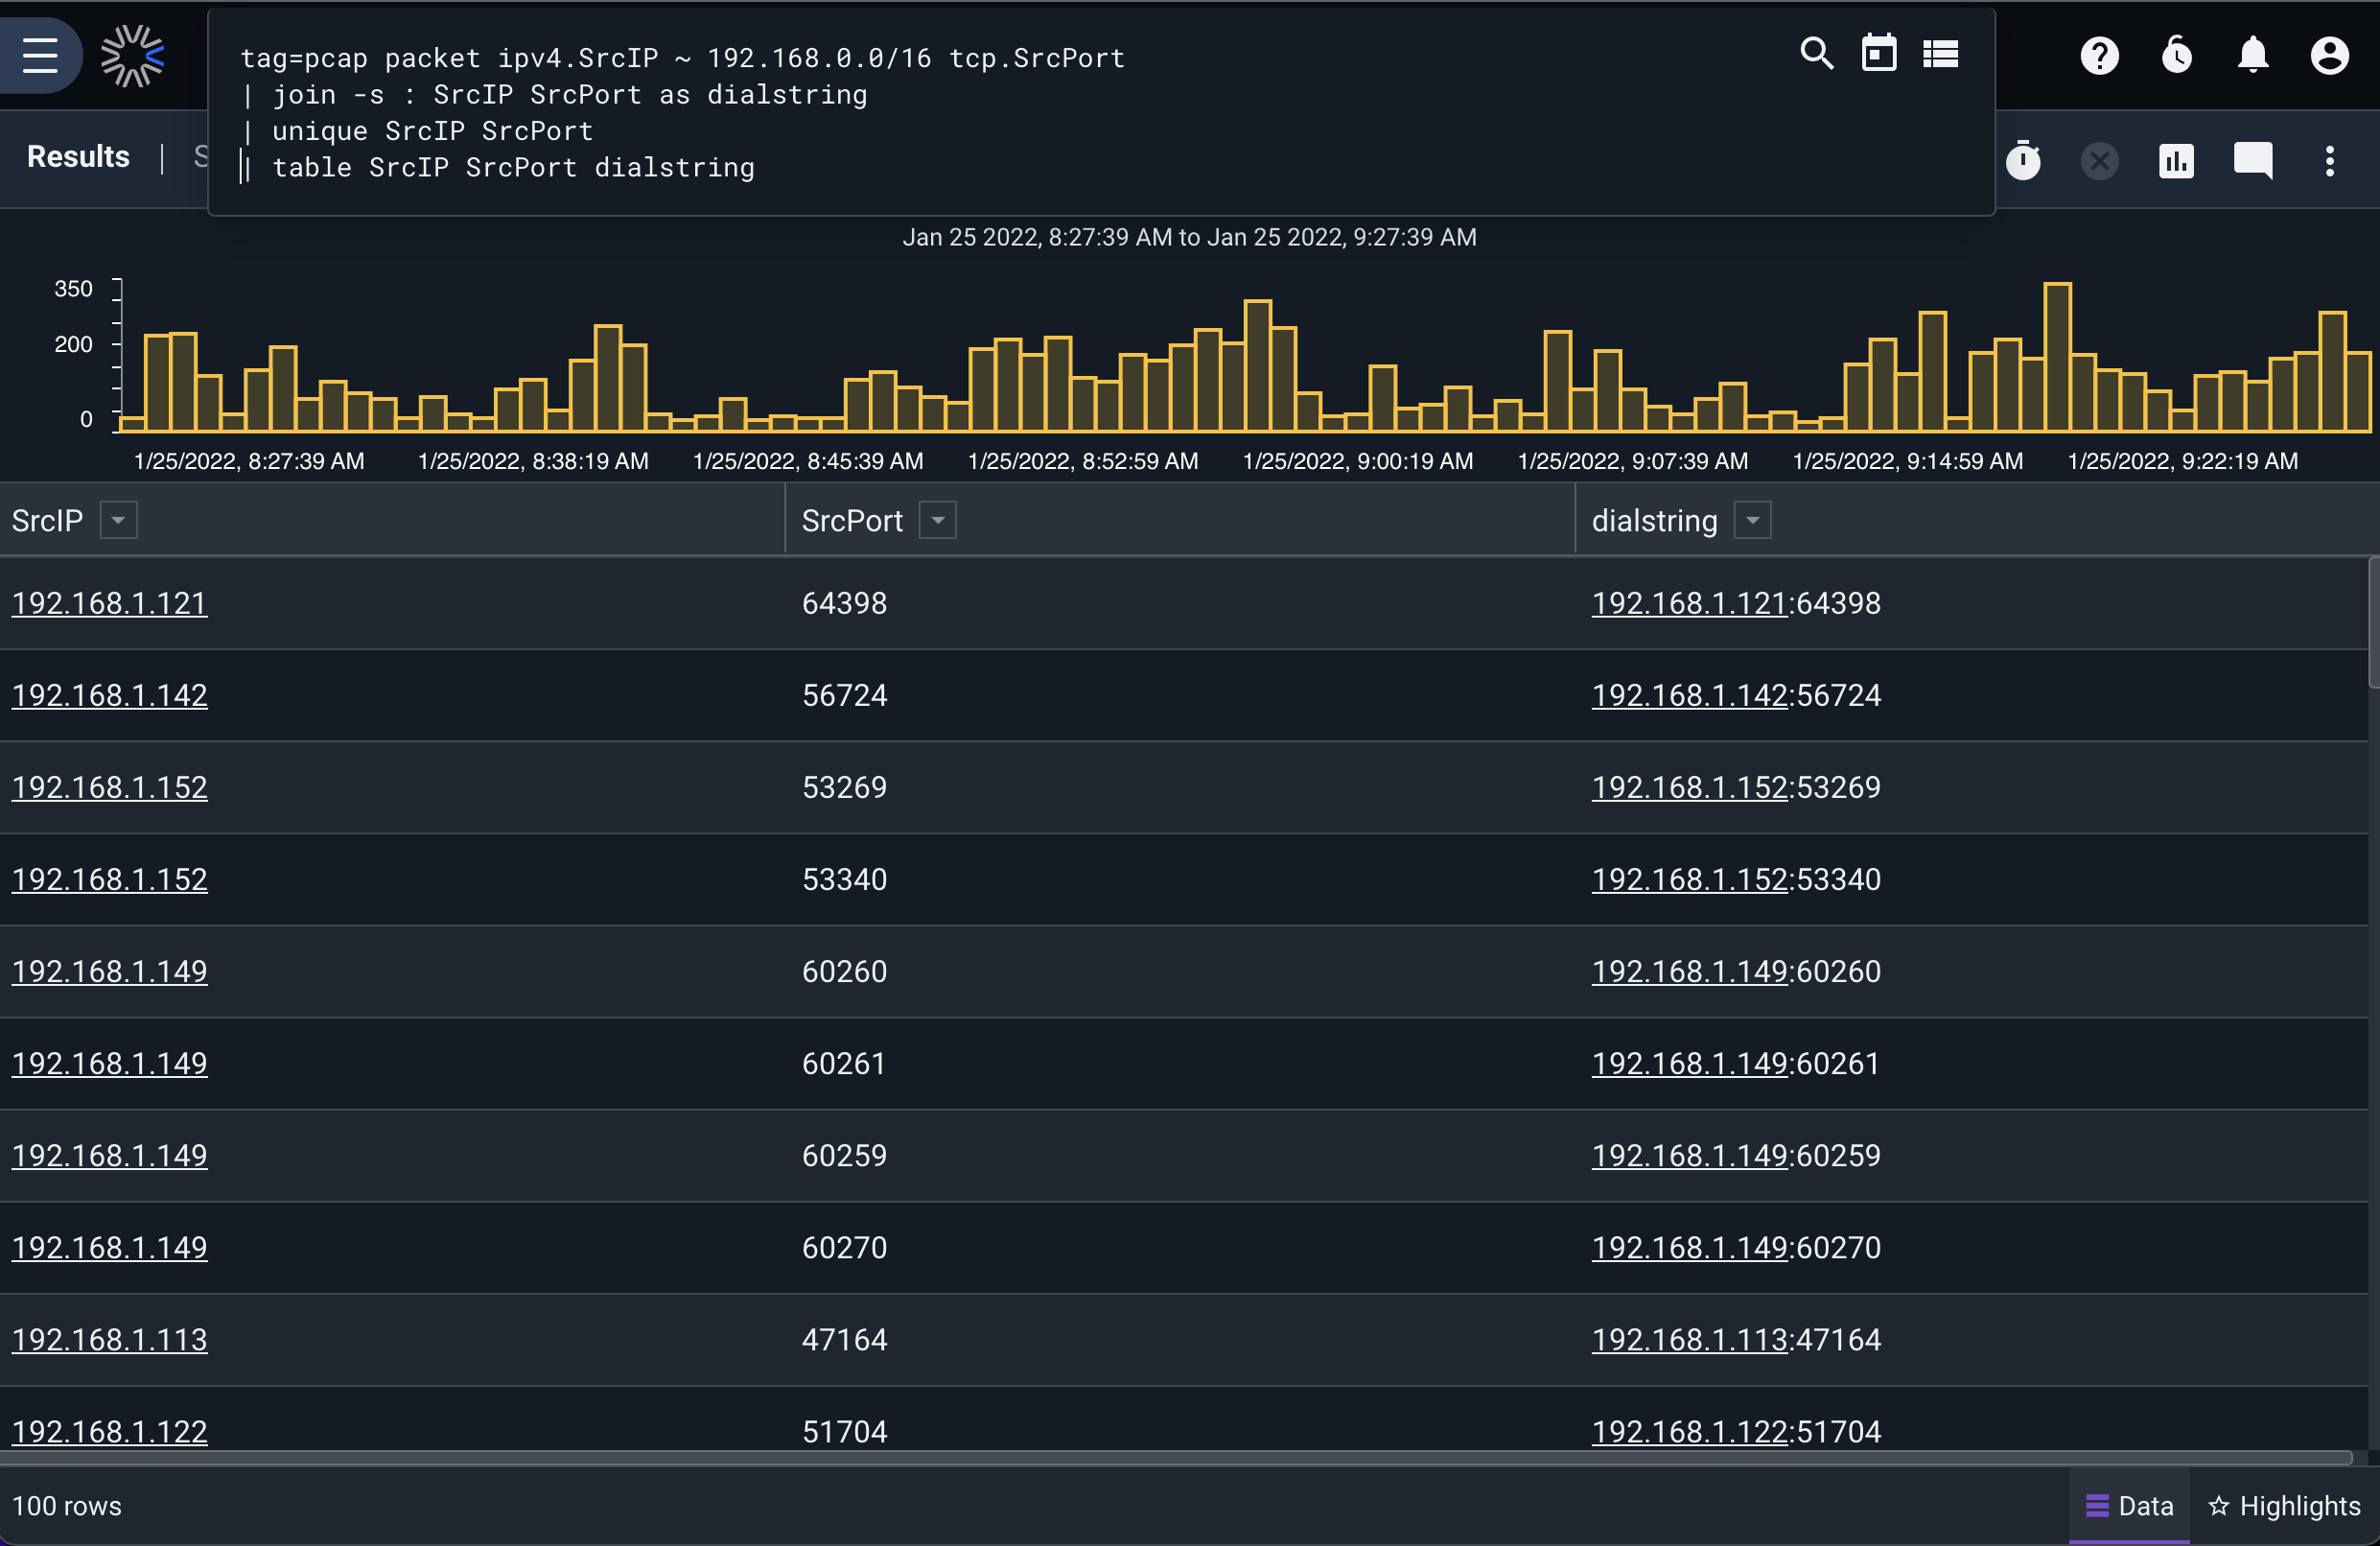 tag=pcap packet ipv4.SrcIP ~ 192.168.0.0/16 tcp.SrcPort
| join -s : SrcIP SrcPort as dialstring
| unique SrcIP SrcPort
| table SrcIP SrcPort dialstring
Results | S
Jan 25 2022, 8:27:39 AM to Jan 25 2022, 9:27:39 AM
350
200
0
1/25/2022, 8:27:39 AM 1/25/2022, 8:38:19 AM 1/25/2022, 8:45:39 AM 1/25/2022, 8:52:59 AM 1/25/2022, 9:00:19 AM 1/25/2022, 9:07:39 AM 1/25/2022, 9:14:59 AM 1/25/2022, 9:22:19 AM
SrcIP SrcPort dialstring
192.168.1.121 64398 192.168.1.121:64398
192.168.1.142 56724 192.168.1.142:56724
192.168.1.152 53269 192.168.1.152:53269
192.168.1.152 53340 192.168.1.152:53340
192.168.1.149 60260 192.168.1.149:60260
192.168.1.149 60261 192.168.1.149:60261
192.168.1.149 60259 192.168.1.149:60259
192.168.1.149 60270 192.168.1.149:60270
192.168.1.113 47164 192.168.1.113:47164
192.168.1.122 51704 192.168.1.122:51704
100 rows Data Highlights